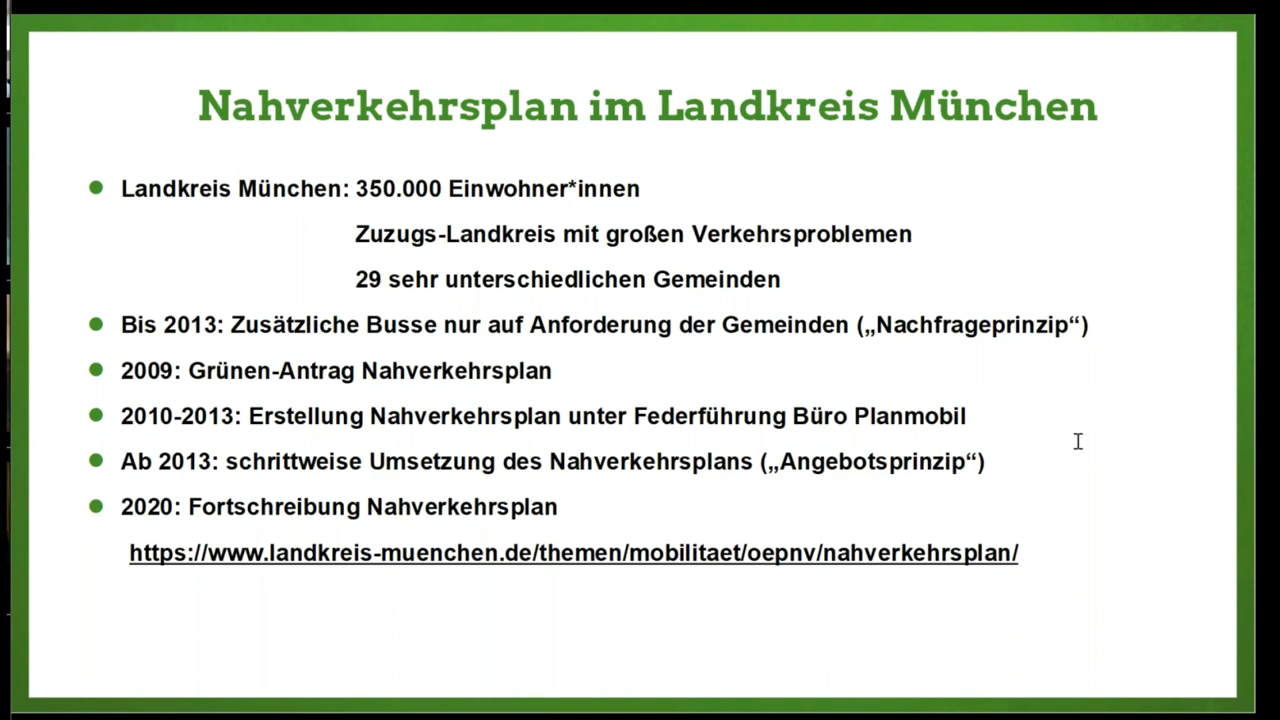 Nahverkehrsplan im Landkreis München
Landkreis München: 350.000 Einwohner*innen
Zuzugs-Landkreis mit großen Verkehrsproblemen
29 sehr unterschiedlichen Gemeinden
Bis 2013: Zusätzliche Busse nur auf Anforderung der Gemeinden („Nachfrageprinzip“)
2009: Grünen-Antrag Nahverkehrsplan
2010-2013: Erstellung Nahverkehrsplan unter Federführung Büro Planmobil
Ab 2013: schrittweise Umsetzung des Nahverkehrsplans („Angebotsprinzip“)
2020: Fortschreibung Nahverkehrsplan
https://www.landkreis-muenchen.de/themen/mobilitaet/oepnv/nahverkehrsplan/